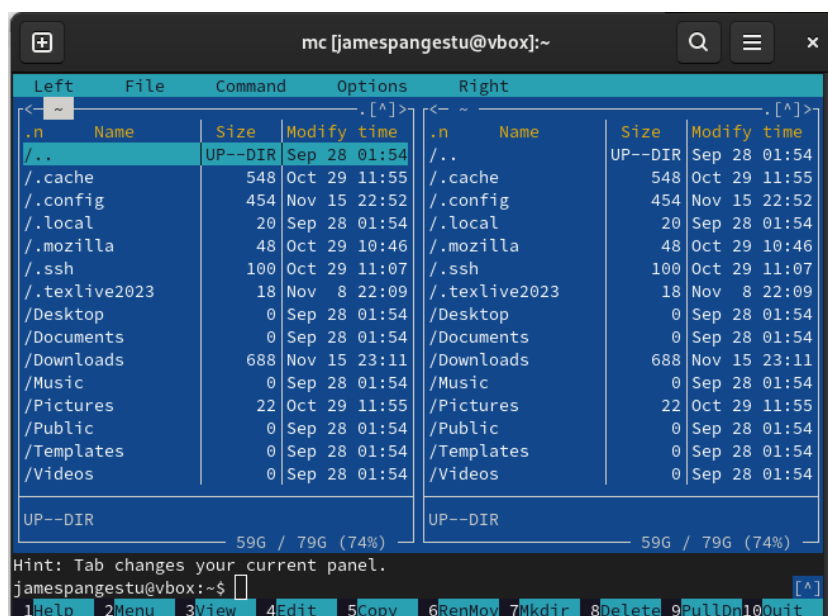 mc [jamespangestu@vbox]:~
Left File Command Options Right
<- ~ .[^]> <- ~ .[^]>
.n Name Size Modify time .n Name Size Modify time
/.. UP--DIR Sep 28 01:54 /.. UP--DIR Sep 28 01:54
/.cache 548 Oct 29 11:55 /.cache 548 Oct 29 11:55
/.config 454 Nov 15 22:52 /.config 454 Nov 15 22:52
/.local 20 Sep 28 01:54 /.local 20 Sep 28 01:54
/.mozilla 48 Oct 29 10:46 /.mozilla 48 Oct 29 10:46
/.ssh 100 Oct 29 11:07 /.ssh 100 Oct 29 11:07
/.texlive2023 18 Nov 8 22:09 /.texlive2023 18 Nov 8 22:09
/Desktop 0 Sep 28 01:54 /Desktop 0 Sep 28 01:54
/Documents 0 Sep 28 01:54 /Documents 0 Sep 28 01:54
/Downloads 688 Nov 15 23:11 /Downloads 688 Nov 15 23:11
/Music 0 Sep 28 01:54 /Music 0 Sep 28 01:54
/Pictures 22 Oct 29 11:55 /Pictures 22 Oct 29 11:55
/Public 0 Sep 28 01:54 /Public 0 Sep 28 01:54
/Templates 0 Sep 28 01:54 /Templates 0 Sep 28 01:54
/Videos 0 Sep 28 01:54 /Videos 0 Sep 28 01:54
UP--DIR UP--DIR
59G / 79G (74%) 59G / 79G (74%)
Hint: Tab changes your current panel.
jamespangestu@vbox:~$ [^]
1Help 2Menu 3View 4Edit 5Copy 6RenMov 7Mkdir 8Delete 9PullDn 10Quit